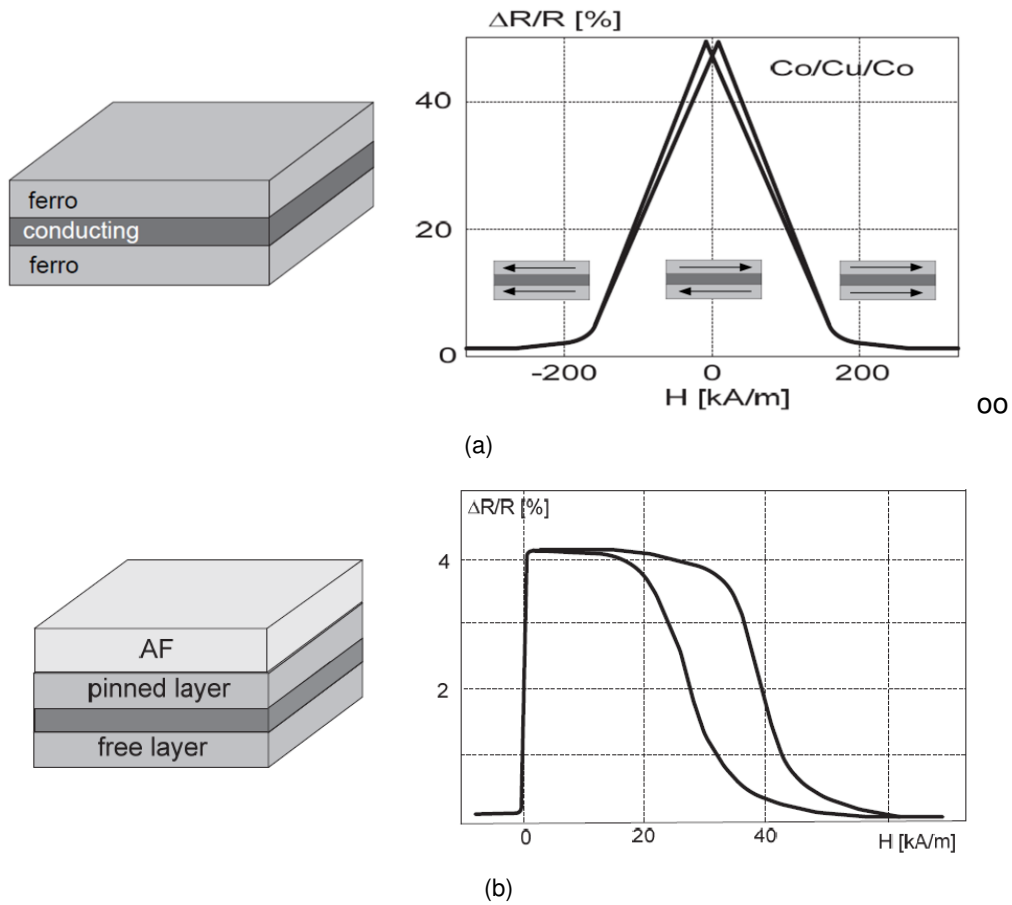 ΔR/R [%]
Co/Cu/Co
40
20
0
-200 0 200
H [kA/m]
ferro
conducting
ferro
oo
(a)
ΔR/R [%]
4
2
0 20 40 H [kA/m]
AF
pinned layer
free layer
(b)